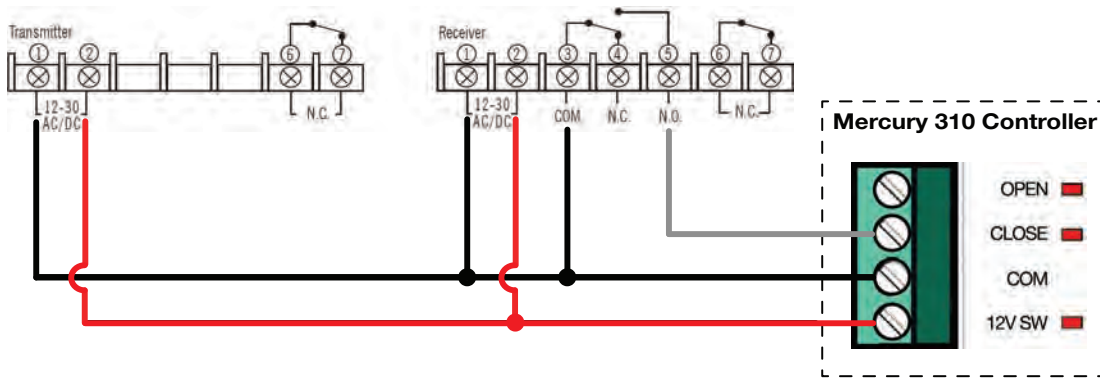 Transmitter
1 2 6 7
12-30
AC/DC
N.C.
Receiver
1 2 3 4 5 6 7
12-30
AC/DC
COM. N.C. N.O. N.C.
Mercury 310 Controller
OPEN
CLOSE
COM
12V SW